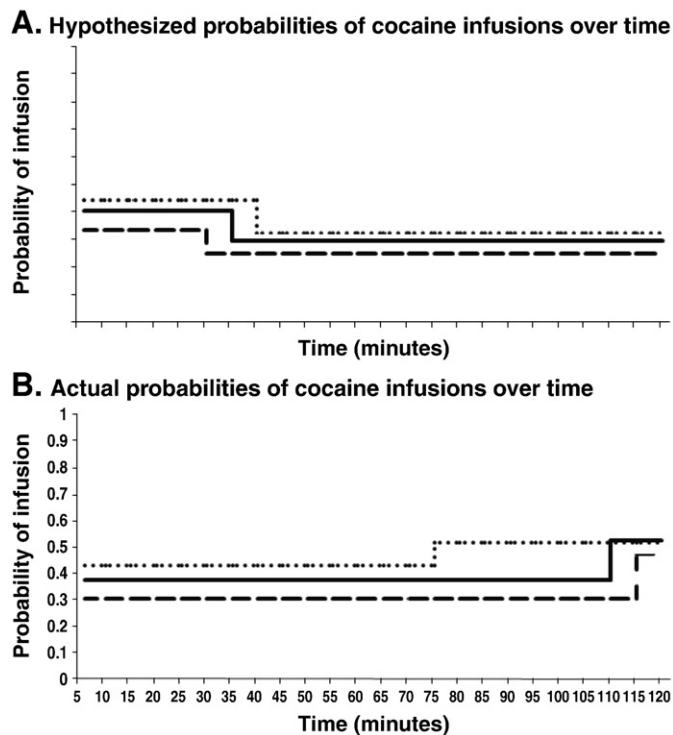 A. Hypothesized probabilities of cocaine infusions over time
Probability of infusion
Time (minutes)
B. Actual probabilities of cocaine infusions over time
Probability of infusion
1
0.9
0.8
0.7
0.6
0.5
0.4
0.3
0.2
0.1
0
5 10 15 20 25 30 35 40 45 50 55 60 65 70 75 80 85 90 95 100 105 110 115 120
Time (minutes)